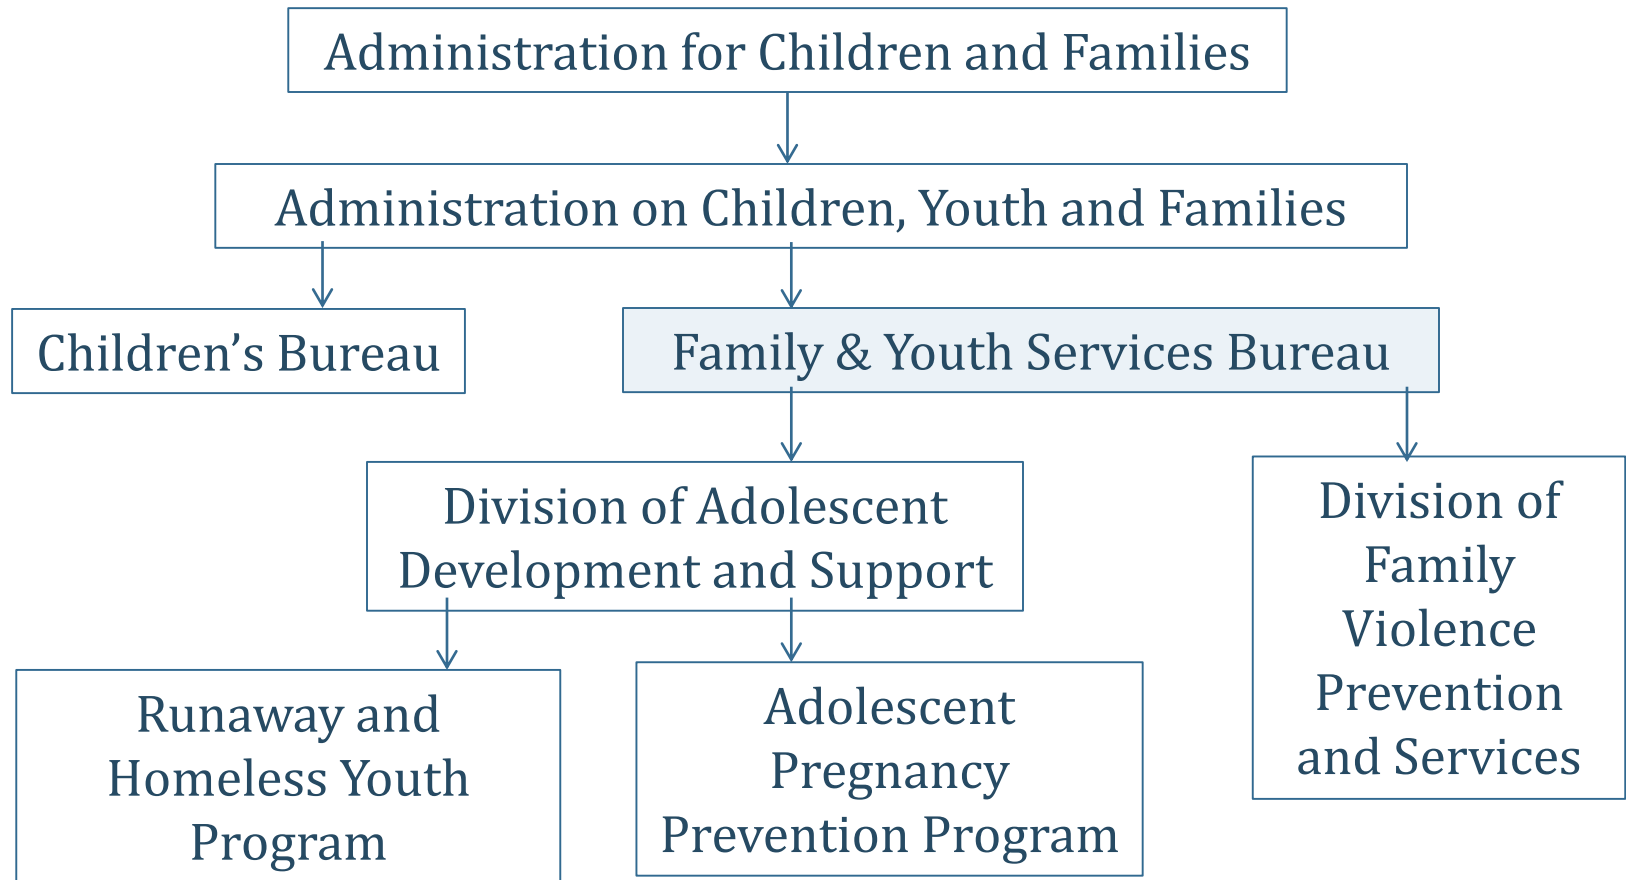 Administration for Children and Families
Administration on Children, Youth and Families
Children’s Bureau
Family & Youth Services Bureau
Division of Adolescent
Development and Support
Division of
Family
Violence
Prevention
and Services
Runaway and
Homeless Youth
Program
Adolescent
Pregnancy
Prevention Program